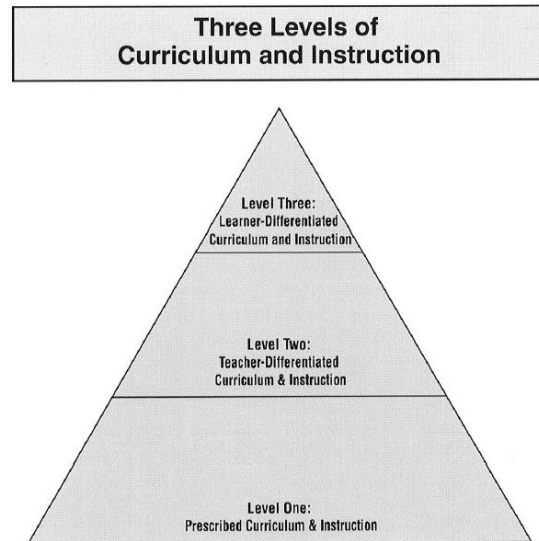 Three Levels of
Curriculum and Instruction
Level Three:
Learner-Differentiated
Curriculum and Instruction
Level Two:
Teacher-Differentiated
Curriculum & Instruction
Level One:
Prescribed Curriculum & Instruction